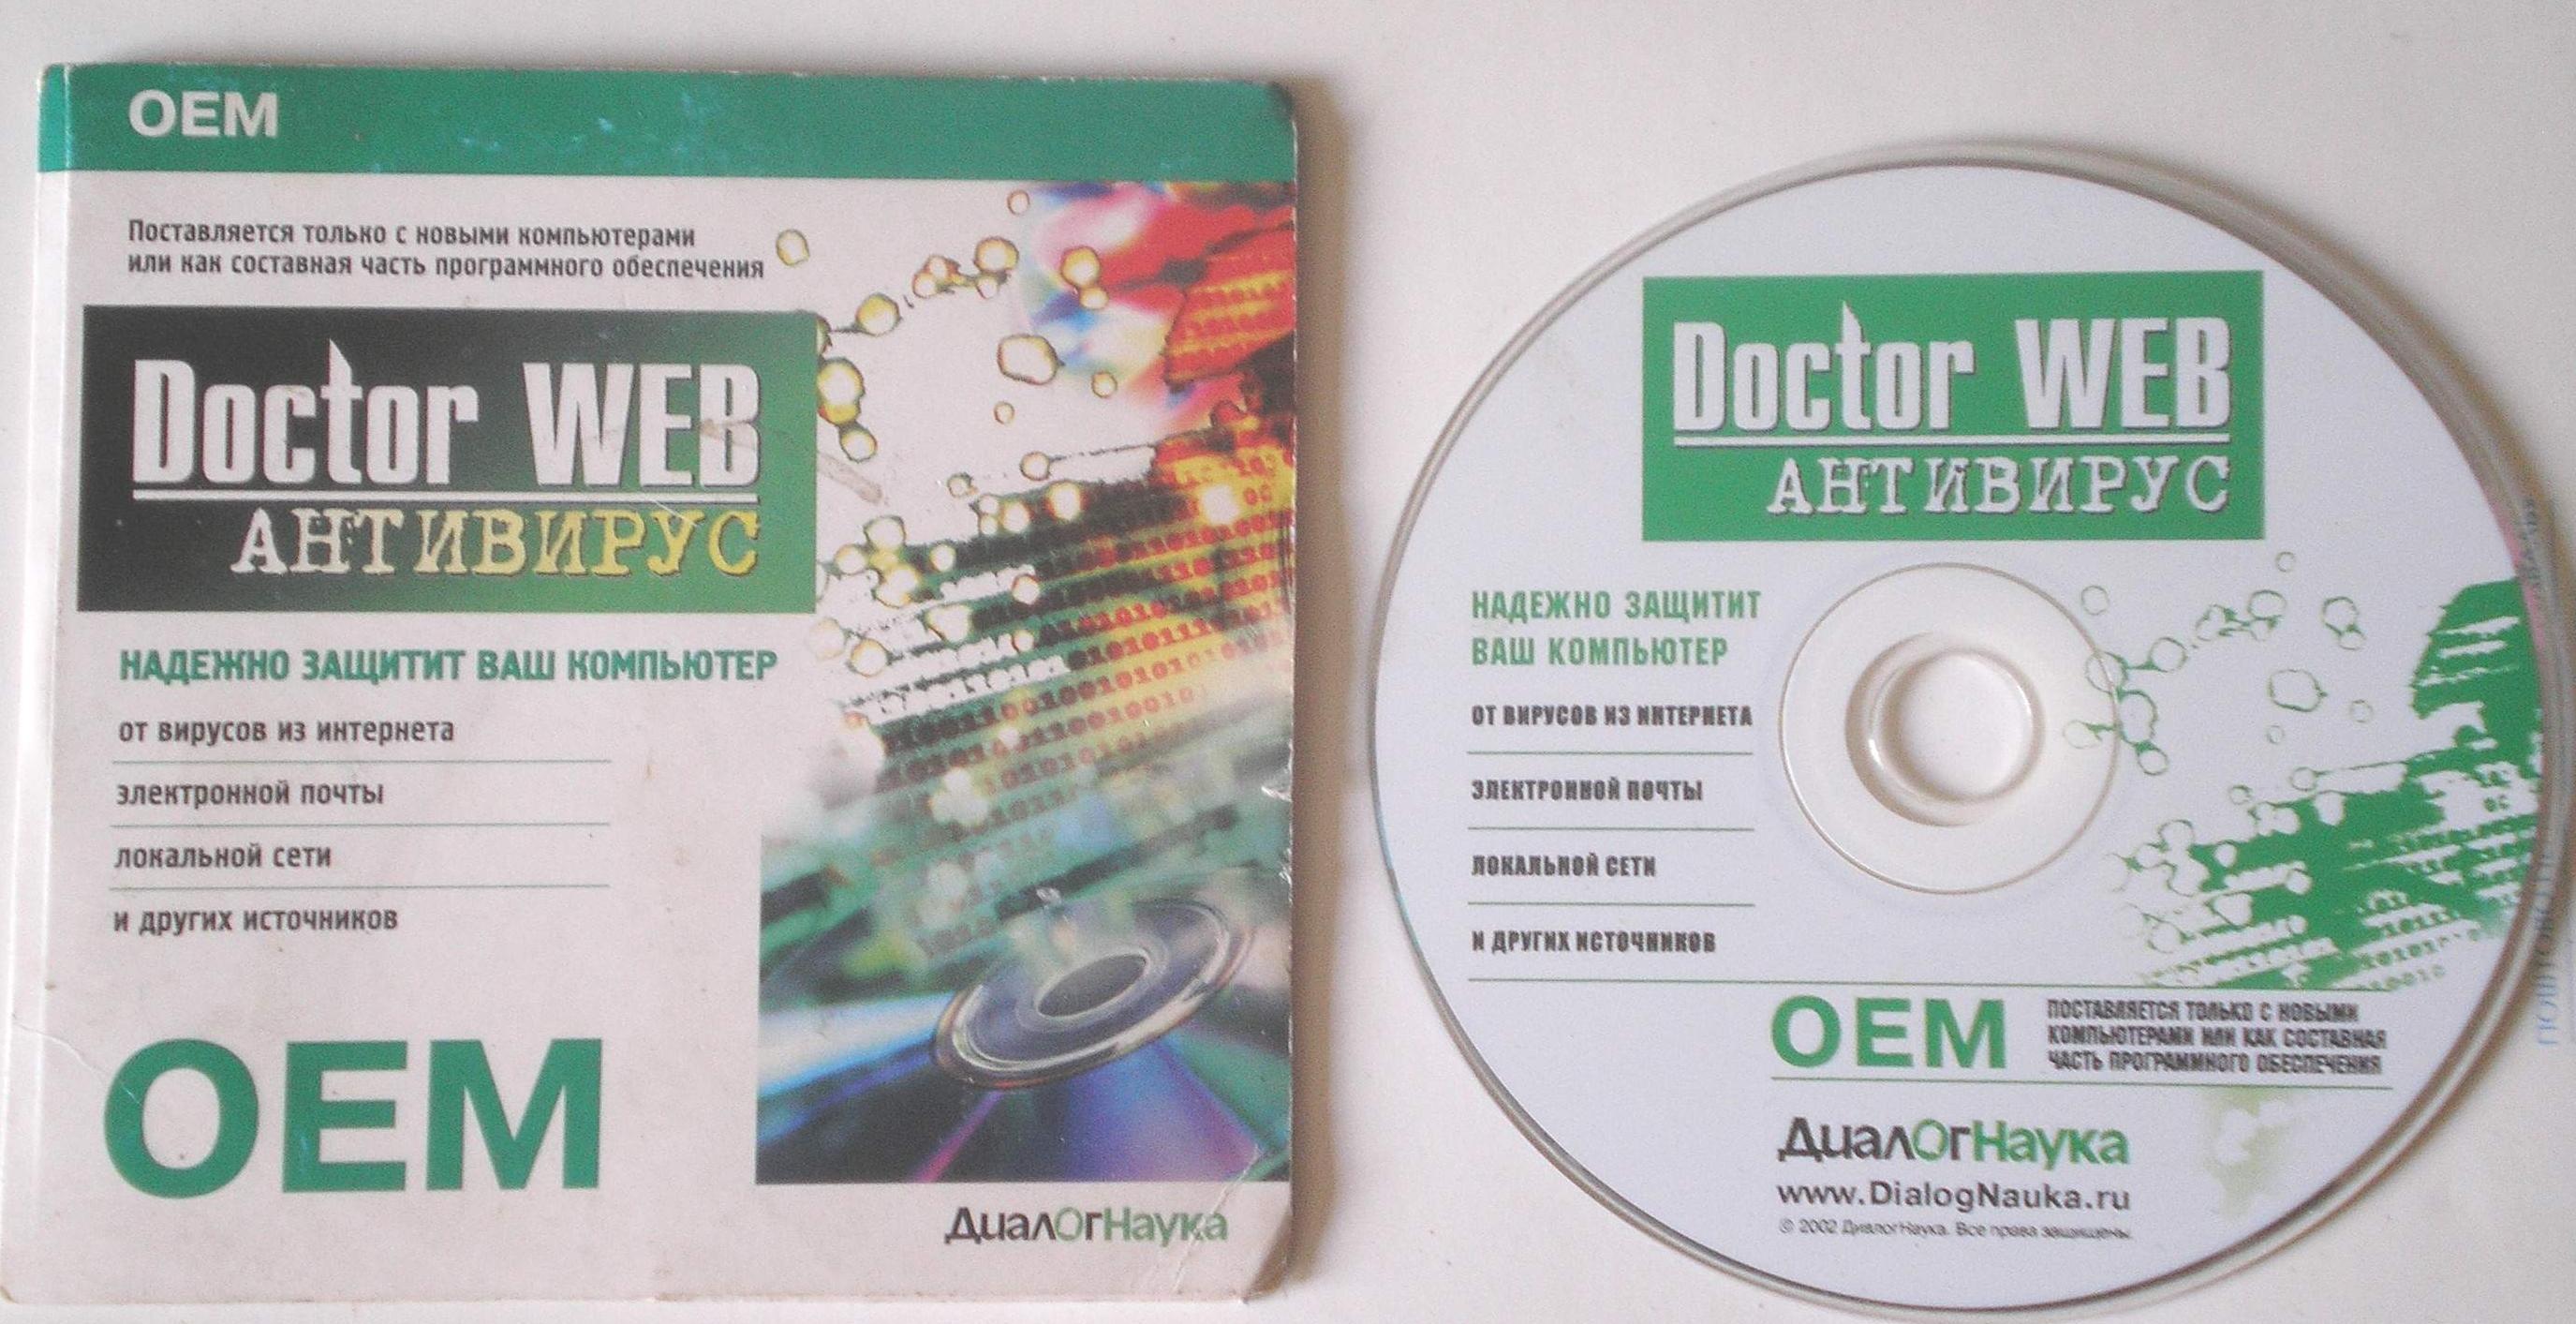 OEM
Поставляется только с новыми компьютерами
или как составная часть программного обеспечения
Doctor WEB
АНТИВИРУС
НАДЕЖНО ЗАЩИТИТ ВАШ КОМПЬЮТЕР
от вирусов из интернета
электронной почты
локальной сети
и других источников
OEM
ДиалОгНаука
Doctor WEB
АНТИВИРУС
НАДЕЖНО ЗАЩИТИТ
ВАШ КОМПЬЮТЕР
ОТ ВИРУСОВ ИЗ ИНТЕРНЕТА
ЭЛЕКТРОННОЙ ПОЧТЫ
ЛОКАЛЬНОЙ СЕТИ
И ДРУГИХ ИСТОЧНИКОВ
OEM
ПОСТАВЛЯЕТСЯ ТОЛЬКО С НОВЫМИ
КОМПЬЮТЕРАМИ ИЛИ КАК СОСТАВНАЯ
ЧАСТЬ ПРОГРАММНОГО ОБЕСПЕЧЕНИЯ
ДиалОгНаука
www.DialogNauka.ru
© 2002 ДиалогНаука. Все права защищены.